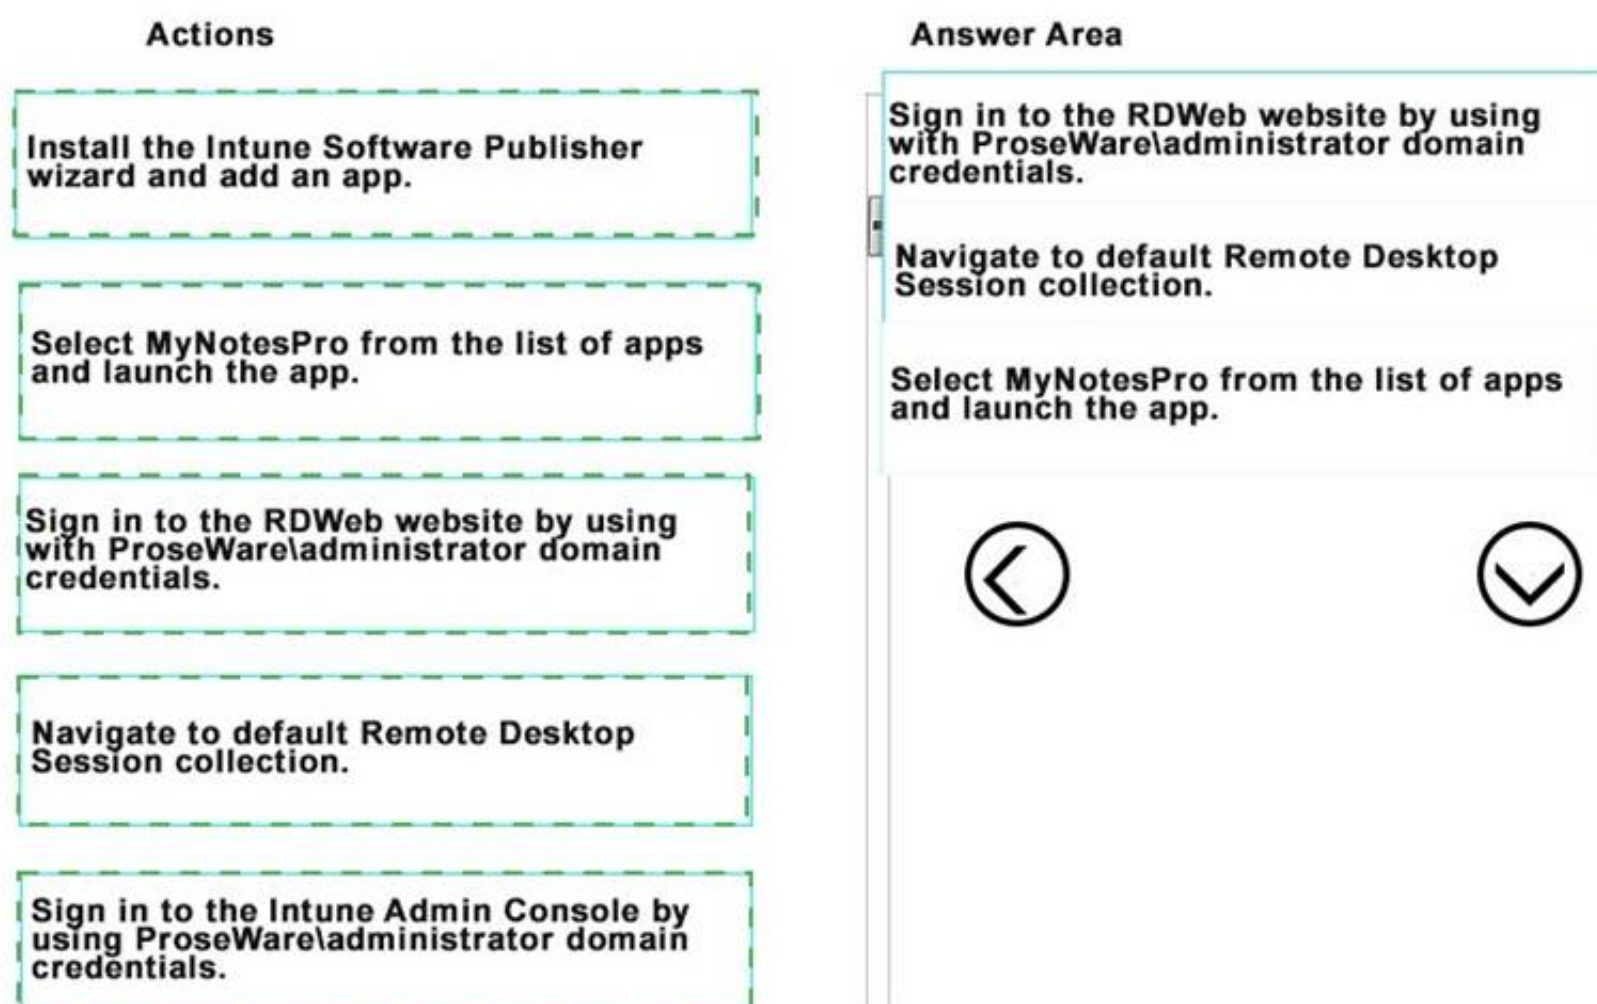 Actions
Install the Intune Software Publisher
wizard and add an app.
Select MyNotesPro from the list of apps
and launch the app.
Sign in to the RDWeb website by using
with ProseWare\administrator domain
credentials.
Navigate to default Remote Desktop
Session collection.
Sign in to the Intune Admin Console by
using ProseWare\administrator domain
credentials.
Answer Area
Sign in to the RDWeb website by using
with ProseWare\administrator domain
credentials.
Navigate to default Remote Desktop
Session collection.
Select MyNotesPro from the list of apps
and launch the app.